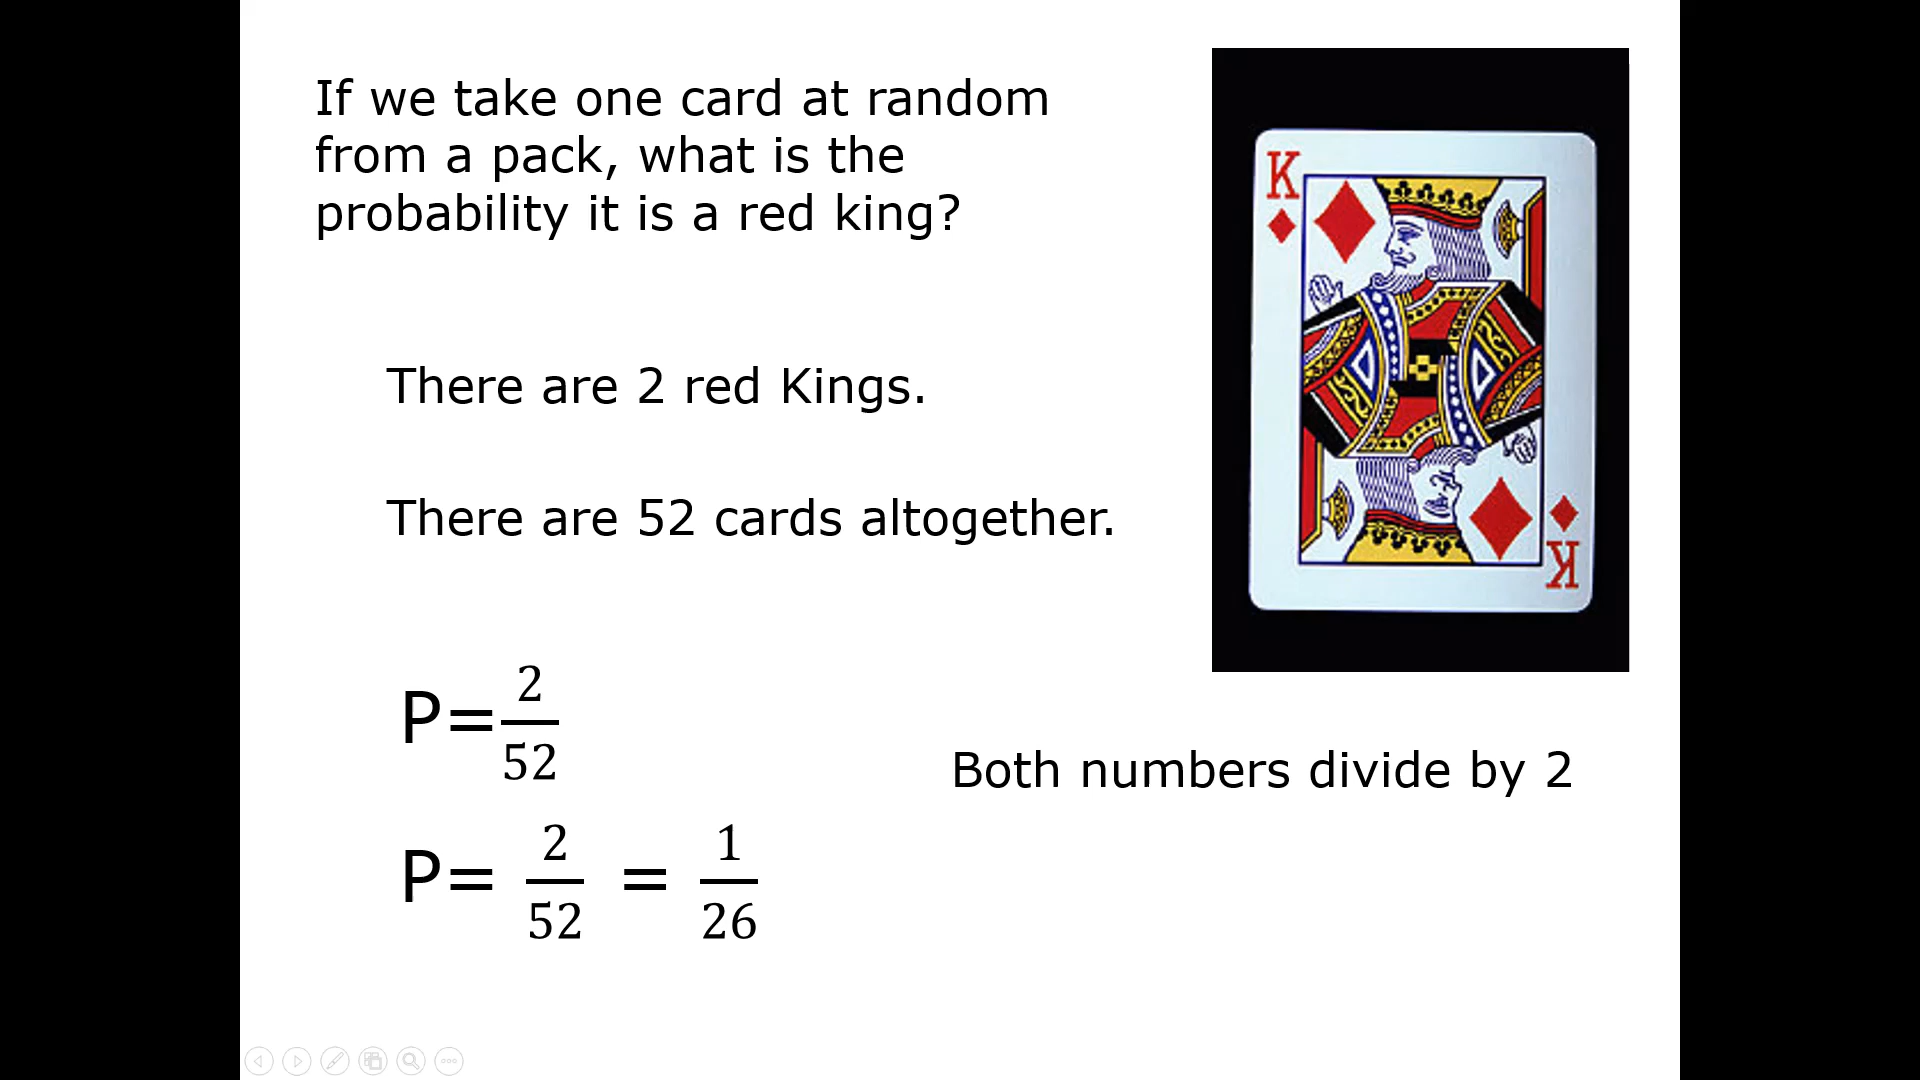 If we take one card at random
from a pack, what is the
probability it is a red king?
K
There are 2 red Kings.
There are 52 cards altogether.
K
P=2/52
Both numbers divide by 2
P= 2/52 = 1/26